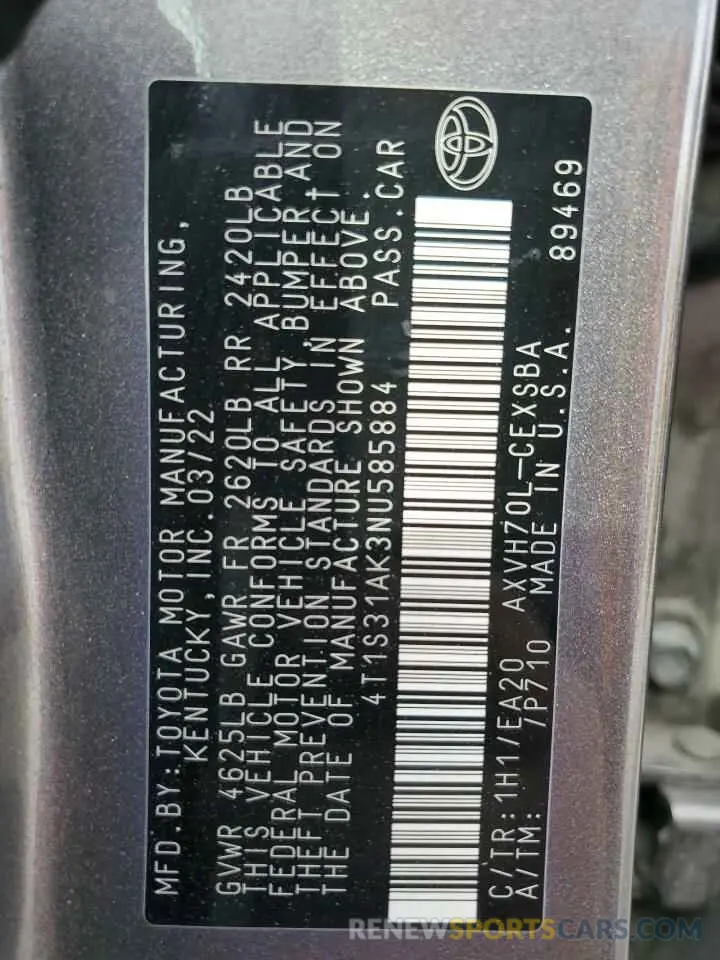 MFD.BY:TOYOTA MOTOR MANUFACTURING,
KENTUCKY,INC.03/22
GVWR 4625LB GAWR FR 2620LB RR 2420LB
THIS VEHICLE CONFORMS TO ALL APPLICABLE
FEDERAL MOTOR VEHICLE SAFETY, BUMPER,AND
THEFT PREVENTION STANDARDS IN EFFECT ON
THE DATE OF MANUFACTURE SHOWN ABOVE.
4T1S31AK3NU585884 PASS.CAR
C/TR:1H1/EA20 AXVH70L-CEXSBA 89469
A/TM: /P710 MADE IN U.S.A.
RENEWSPORTSCARS.COM